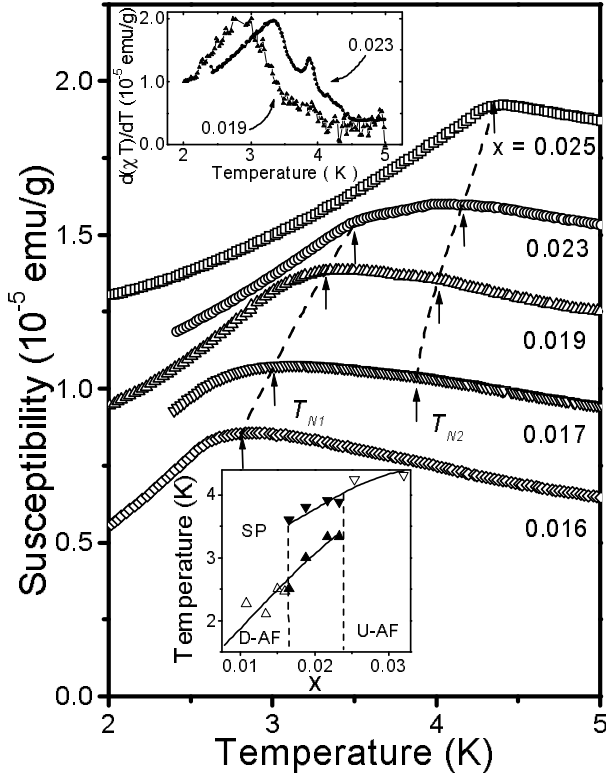 d(χ T)/dT (10⁻⁵ emu/g)
2.0
1.0
0.0
0.023
0.019
2
3
4
5
Temperature ( K )
Susceptibility (10⁻⁵ emu/g)
2.0
1.5
1.0
0.5
0.0
x = 0.025
0.023
0.019
0.017
0.016
T_N1
T_N2
Temperature (K)
4
3
2
SP
D-AF
U-AF
0.01
0.02
0.03
X
2
3
4
5
Temperature (K)